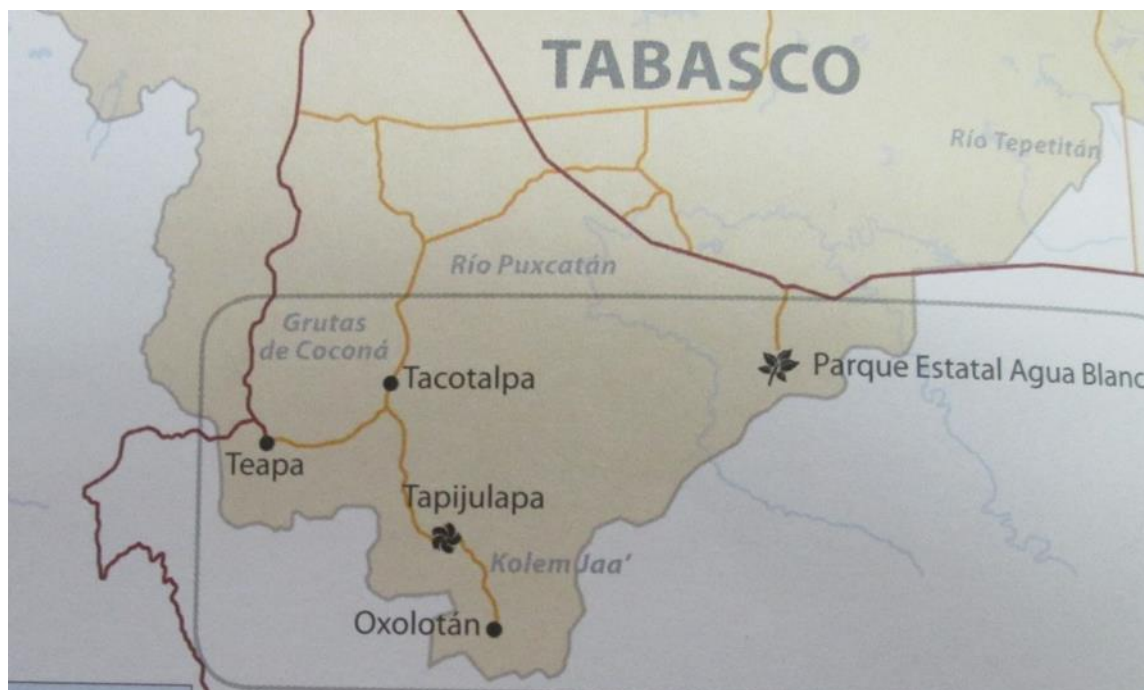 TABASCO
Río Tepetitán
Río Puxcatán
Grutas
de Coconá
Tacotalpa
Parque Estatal Agua Blanc
Teapa
Tapijulapa
Kolem Jaa'
Oxolotán